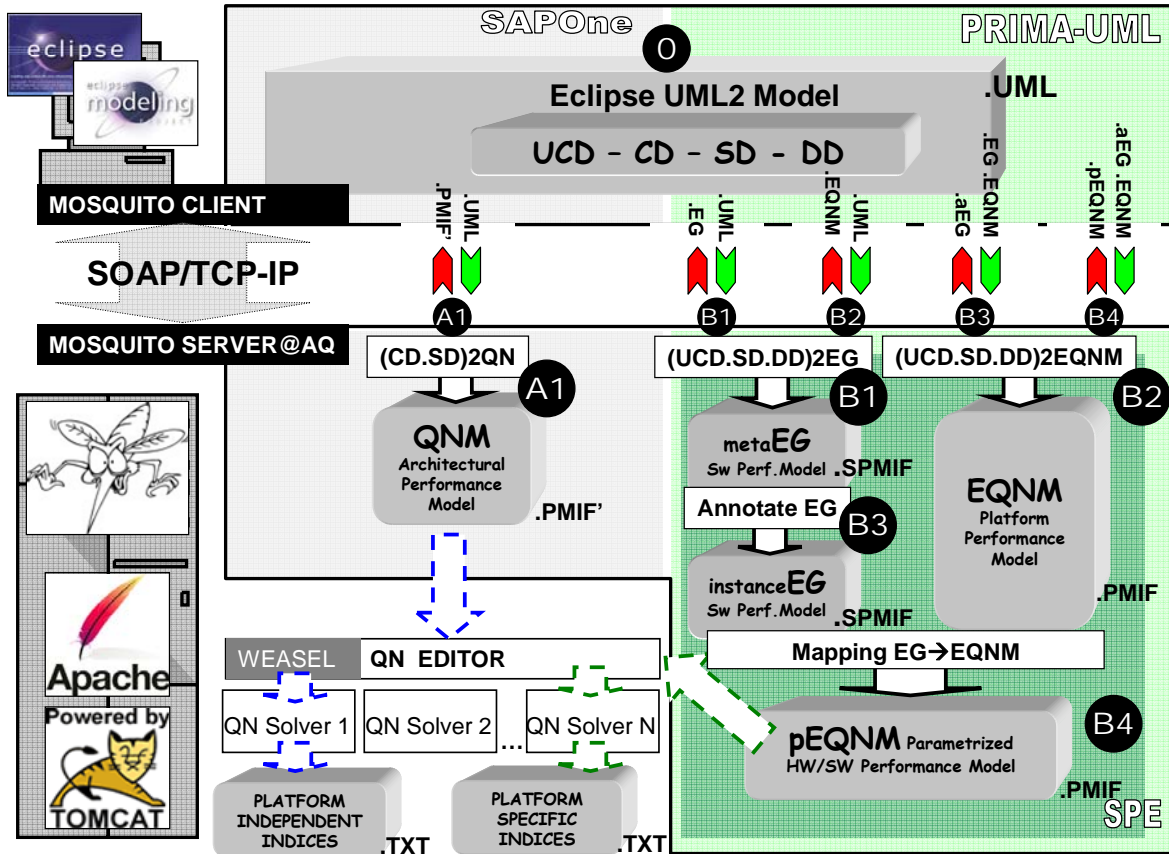 SAPOne
PRIMA-UML
eclipse
eclipse
modeling
PROJECT
0
Eclipse UML2 Model
.UML
UCD - CD - SD - DD
MOSQUITO CLIENT
.PMIF'
.UML
.EG
.UML
.EQNM
.UML
.aEG
.EG .EQNM
.pEQNM
.aEG .EQNM
SOAP/TCP-IP
A1
B1
B2
B3
B4
MOSQUITO SERVER@AQ
(CD.SD)2QN
(UCD.SD.DD)2EG
(UCD.SD.DD)2EQNM
A1
B1
B2
QNM
Architectural
Performance
Model
.PMIF'
metaEG
Sw Perf.Model
.SPMIF
Annotate EG
B3
instanceEG
Sw Perf.Model
.SPMIF
EQNM
Platform
Performance
Model
.PMIF
Mapping EG→EQNM
WEASEL
QN EDITOR
QN Solver 1
QN Solver 2
...
QN Solver N
pEQNM Parametrized
HW/SW Performance Model
B4
.PMIF
SPE
PLATFORM
INDEPENDENT
INDICES
.TXT
PLATFORM
SPECIFIC
INDICES
.TXT
Apache
Powered by
TOMCAT